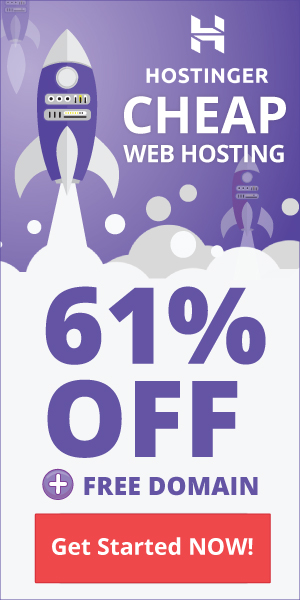 HOSTINGER
CHEAP
WEB HOSTING
61%
OFF
+ FREE DOMAIN
Get Started NOW!